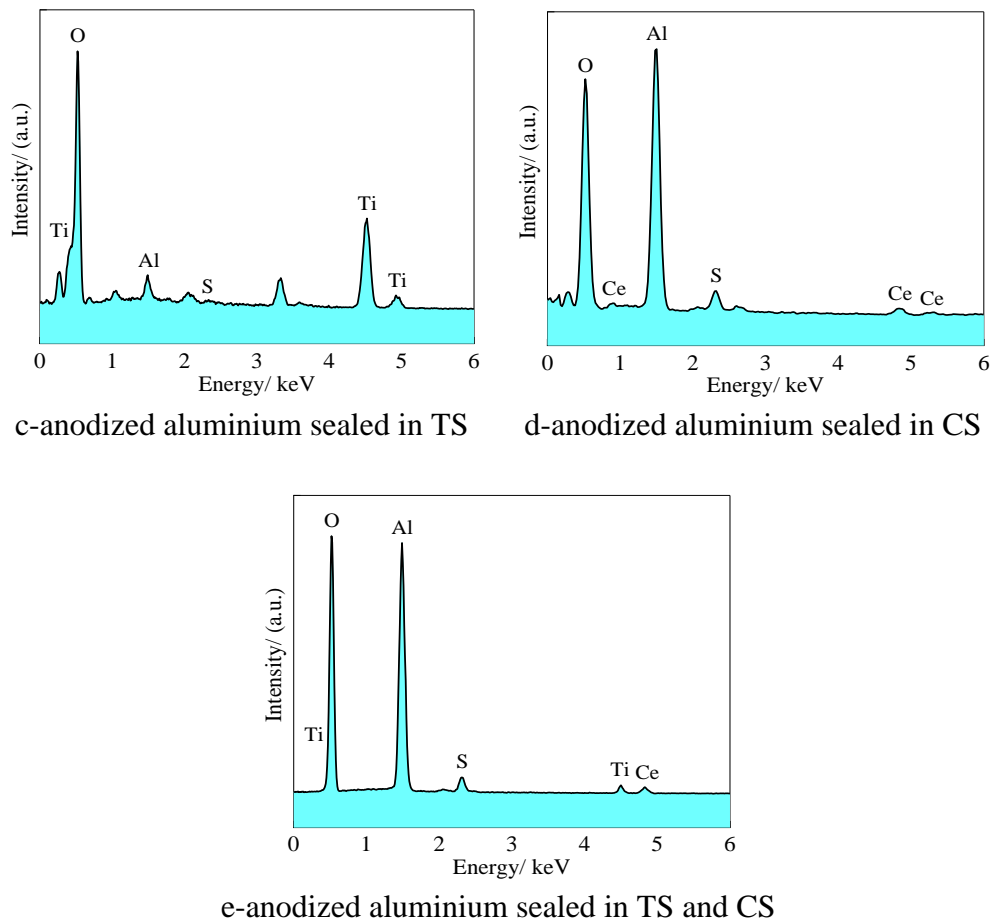 O
Ti
Al
S
Ti
Ti
Intensity/ (a.u.)
0 1 2 3 4 5 6
Energy/ keV
c-anodized aluminium sealed in TS
Al
O
Ce
S
Ce Ce
Intensity/ (a.u.)
0 1 2 3 4 5 6
Energy/ keV
d-anodized aluminium sealed in CS
O Al
Ti
S
Ti Ce
Intensity/ (a.u.)
0 1 2 3 4 5 6
Energy/ keV
e-anodized aluminium sealed in TS and CS